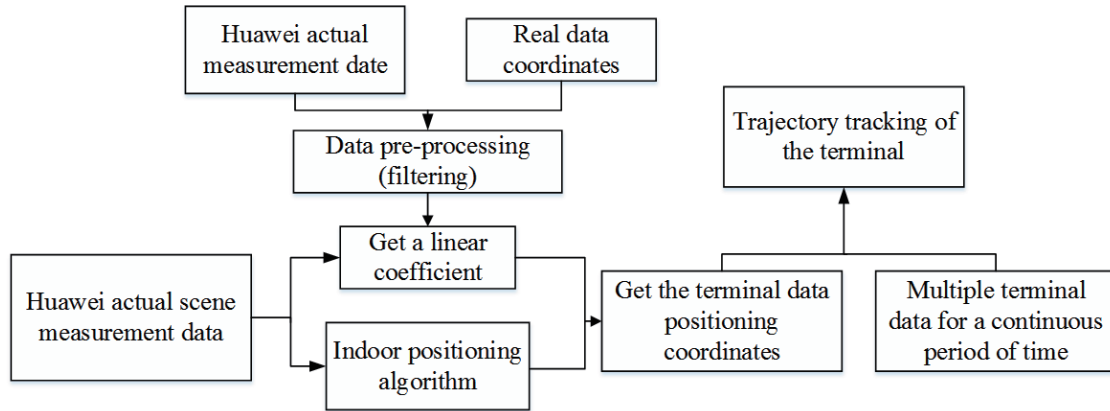 Huawei actual
measurement date
Real data
coordinates
Data pre-processing
(filtering)
Trajectory tracking of
the terminal
Get a linear
coefficient
Huawei actual scene
measurement data
Indoor positioning
algorithm
Get the terminal data
positioning
coordinates
Multiple terminal
data for a continuous
period of time